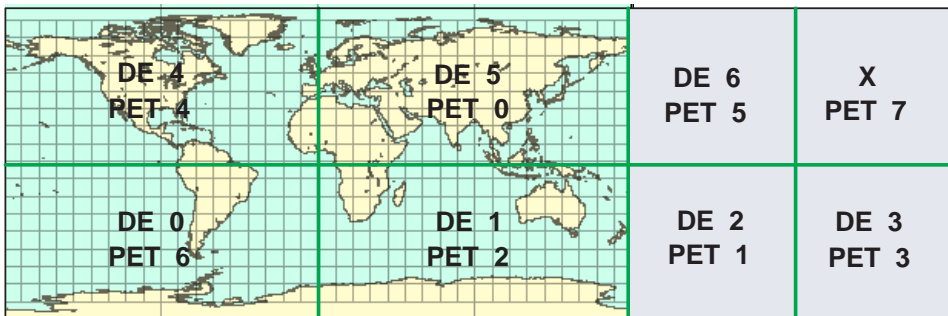 DE 4
PET 4
DE 5
PET 0
DE 6
PET 5
X
PET 7
DE 0
PET 6
DE 1
PET 2
DE 2
PET 1
DE 3
PET 3